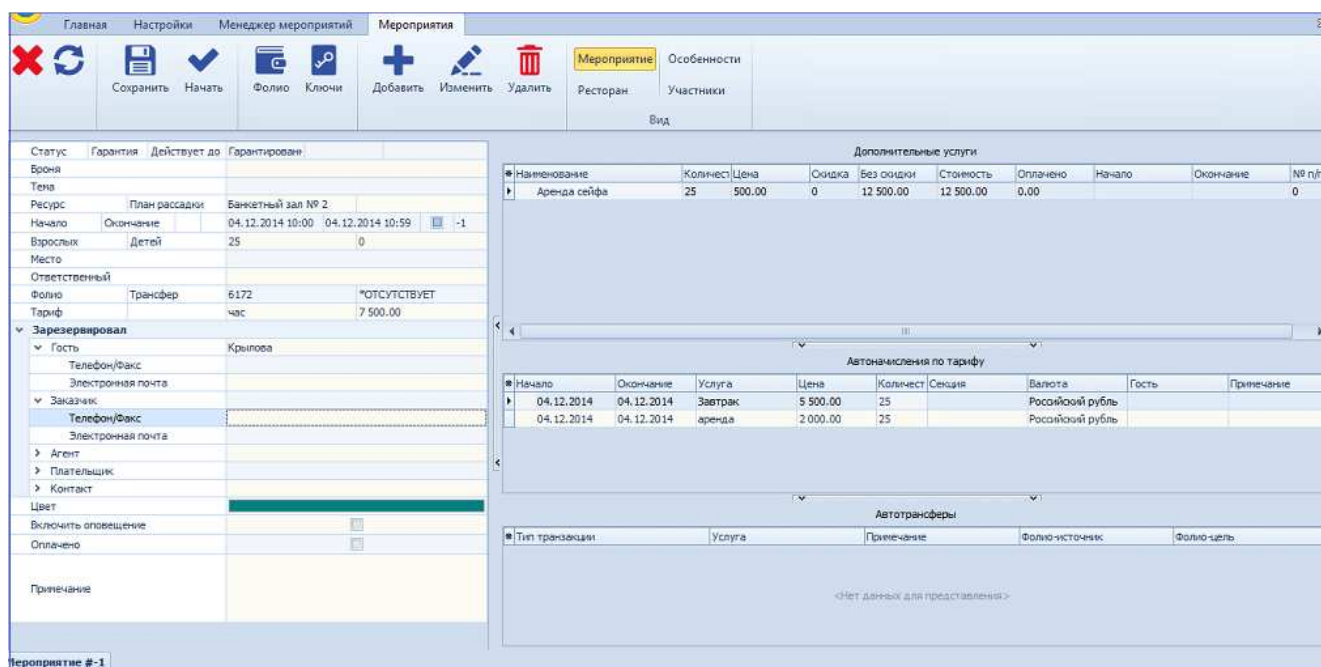 Главная Настройки Менеджер мероприятий Мероприятия
Сохранить Начать Фолио Ключи Добавить Изменить Удалить
Мероприятие Особенности
Ресторан Участники
Вид
Статус Гарантия Действует до Гарантирован
Броня
Тема
Ресурс План рассадки Банкетный зал № 2
Начало Окончание 04.12.2014 10:00 04.12.2014 10:59 -1
Взрослых Детей 25 0
Место
Ответственный
Фолио Трансфер 6172 *ОТСУТСТВУЕТ
Тариф час 7 500.00
Зарезервировал
Гость Крылова
Телефон/Факс
Электронная почта
Заказчик
Телефон/Факс
Электронная почта
Агент
Плательщик
Контакт
Цвет
Включить оповещение
Оплачено
Примечание
Дополнительные услуги
Наименование Количест Цена Скидка Без скидки Стоимость Оплачено Начало Окончание № п/п
Аренда сейфа 25 500.00 0 12 500.00 12 500.00 0.00 0
Автоначисления по тарифу
Начало Окончание Услуга Цена Количест Секция Валюта Гость Примечание
04.12.2014 04.12.2014 Завтрак 5 500.00 25 Российский рубль
04.12.2014 04.12.2014 аренда 2 000.00 25 Российский рубль
Автотрансферы
Тип транзакции Услуга Примечание Фолио-источник Фолио-цель
<Нет данных для представления>
Мероприятие #-1